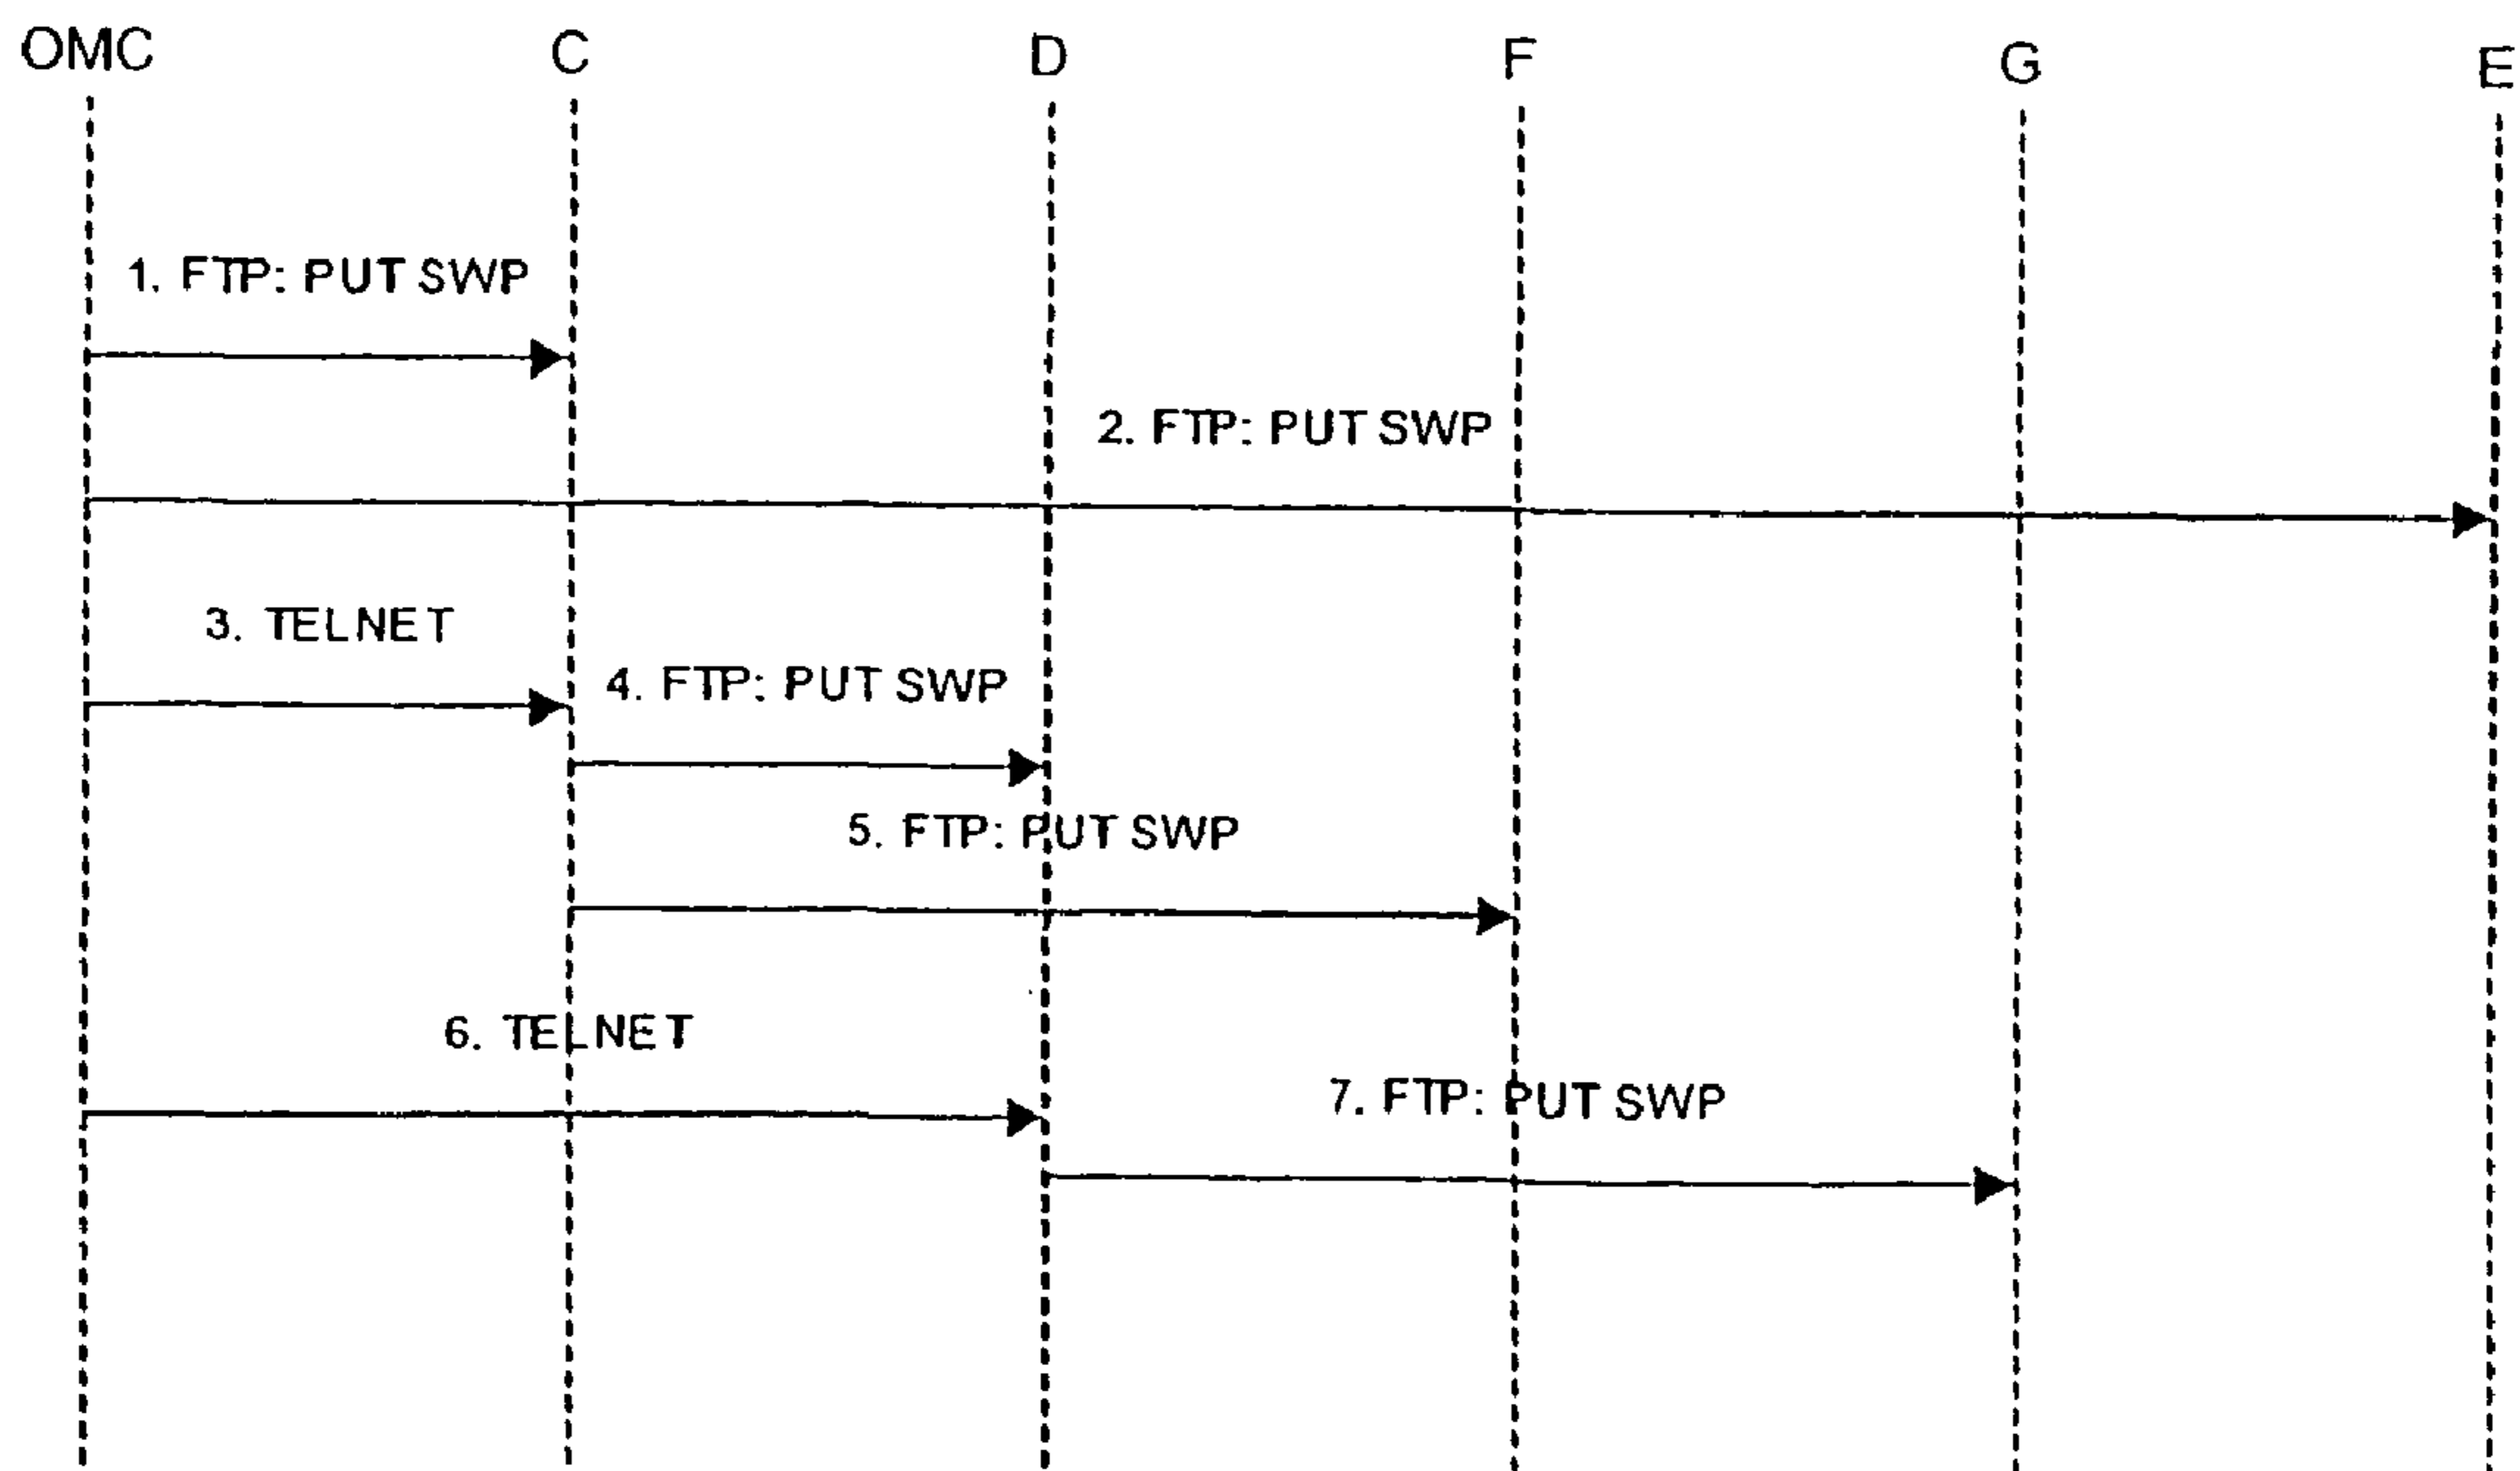 OMC C D F G E
1. FTP: PUT SWP
2. FTP: PUT SWP
3. TELNET
4. FTP: PUT SWP
5. FTP: PUT SWP
6. TELNET
7. FTP: PUT SWP